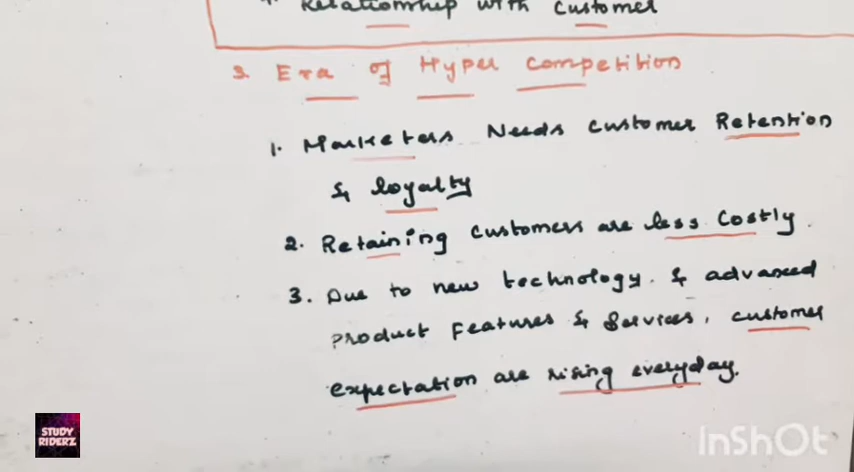 4. Relationship with customer
3. Era of Hyper Competition
1. Marketers Needs customer Retention
& loyalty
2. Retaining customers are less costly.
3. Due to new technology. & advanced
product features & services, customer
expectation are rising everyday.
STUDY
RIDERZ
InShOt